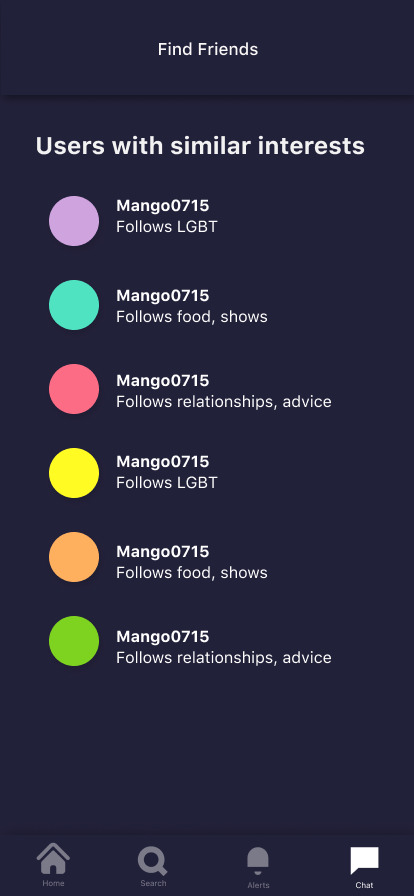 Find Friends
Users with similar interests
Mango0715
Follows LGBT
Mango0715
Follows food, shows
Mango0715
Follows relationships, advice
Mango0715
Follows LGBT
Mango0715
Follows food, shows
Mango0715
Follows relationships, advice
Home Search Alerts Chat